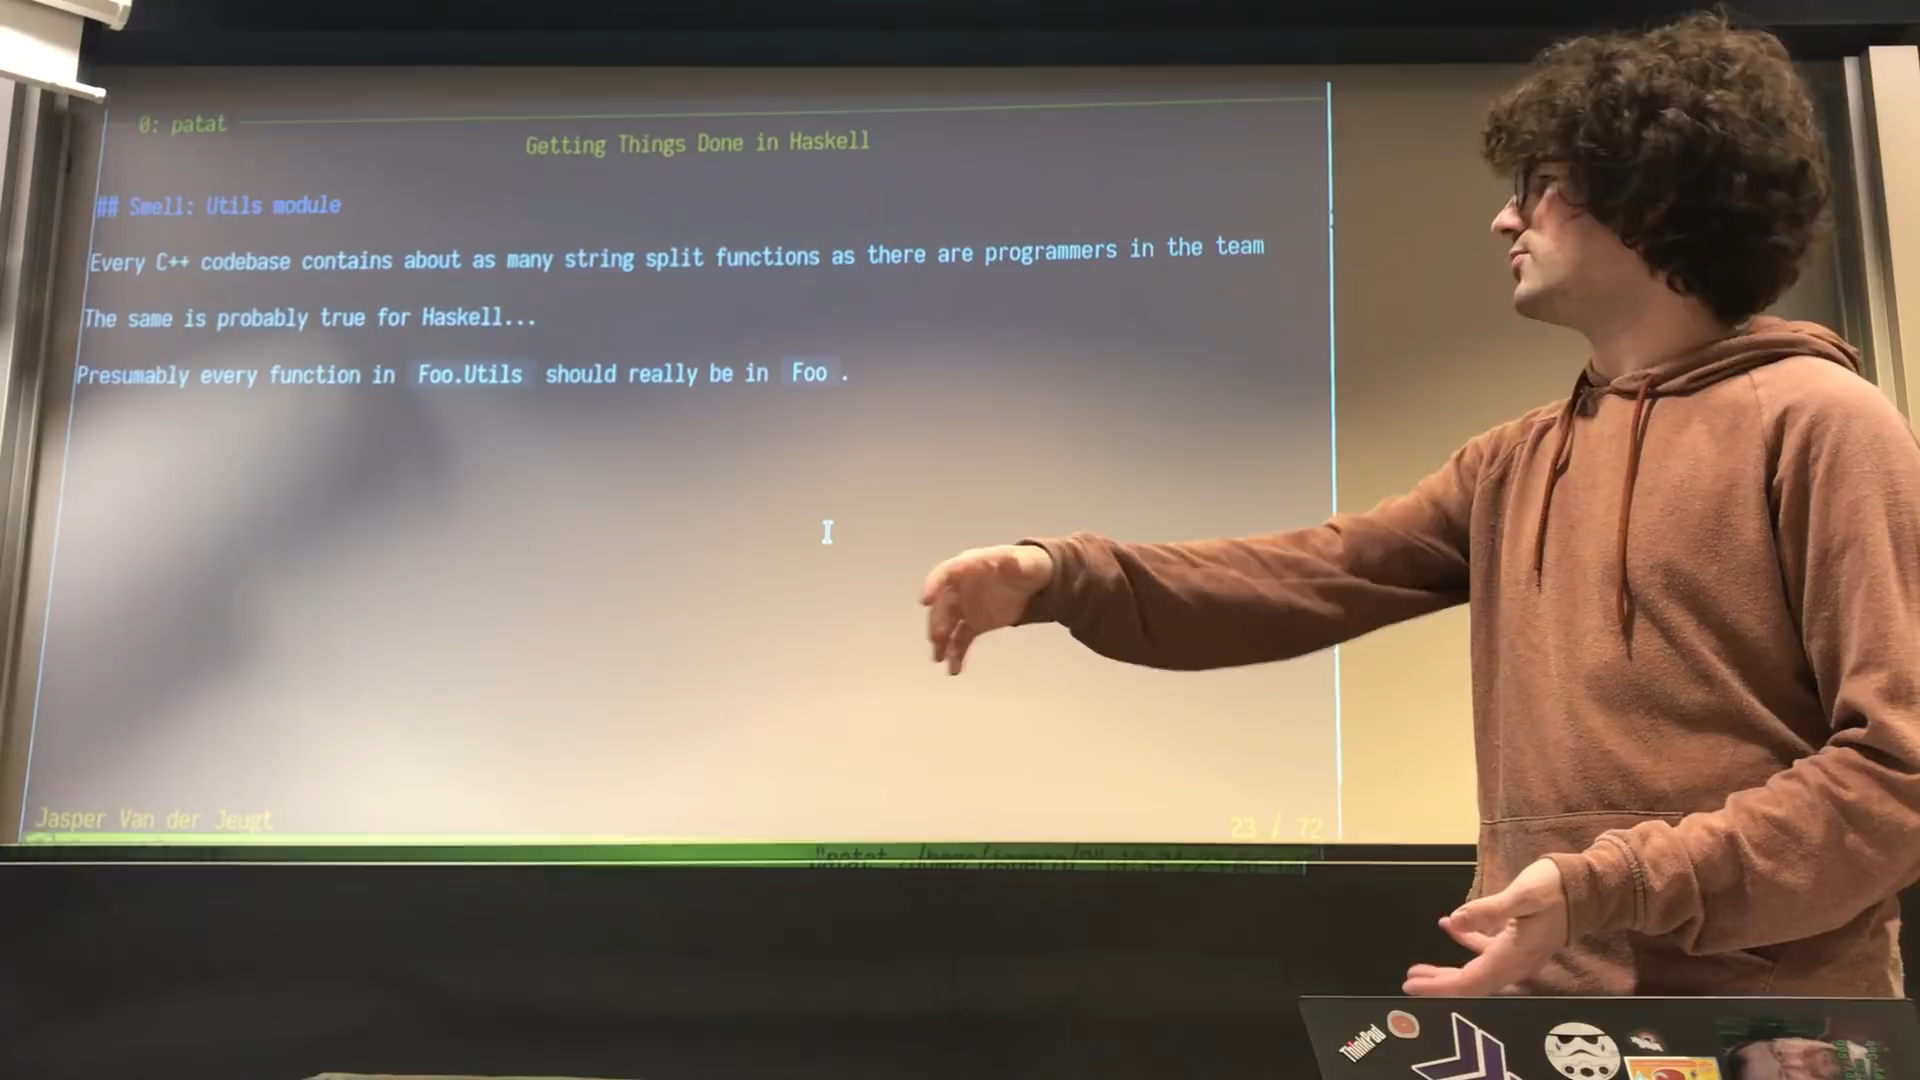 0: patat
Getting Things Done in Haskell
## Smell: Utils module
Every C++ codebase contains about as many string split functions as there are programmers in the team
The same is probably true for Haskell...
Presumably every function in Foo.Utils should really be in Foo .
Jasper Van der Jeugt
23 / 72
ThinkPad